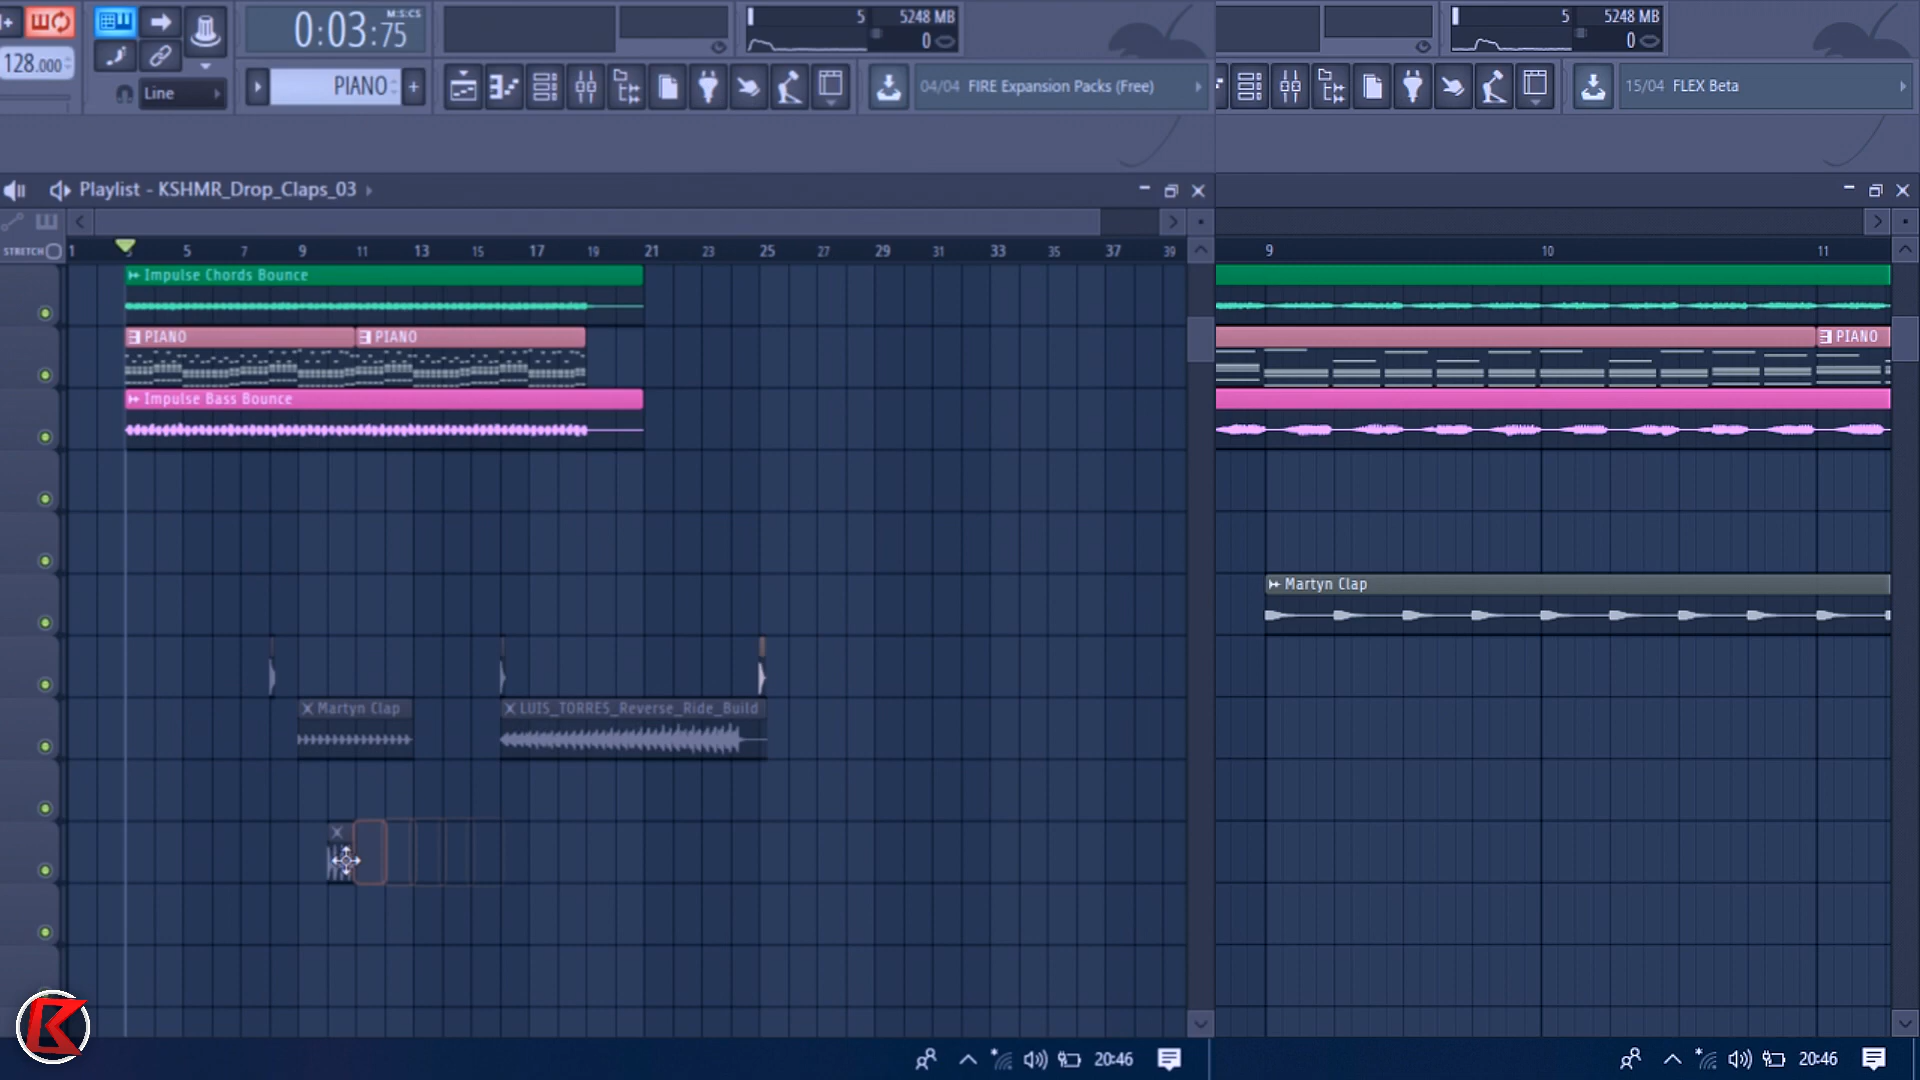 128.000
0:03:75
M:S:CS
5
5248 MB
0
5
5248 MB
0
Line
PIANO
04/04 FIRE Expansion Packs (Free)
15/04 FLEX Beta
Playlist - KSHMR_Drop_Claps_03
STRETCH
1 5 7 9 11 13 15 17 19 21 23 25 27 29 31 33 35 37 39
9 10 11
Impulse Chords Bounce
PIANO
PIANO
PIANO
Impulse Bass Bounce
Martyn Clap
Martyn Clap
LUIS_TORRES_Reverse_Ride_Build
20:46
20:46